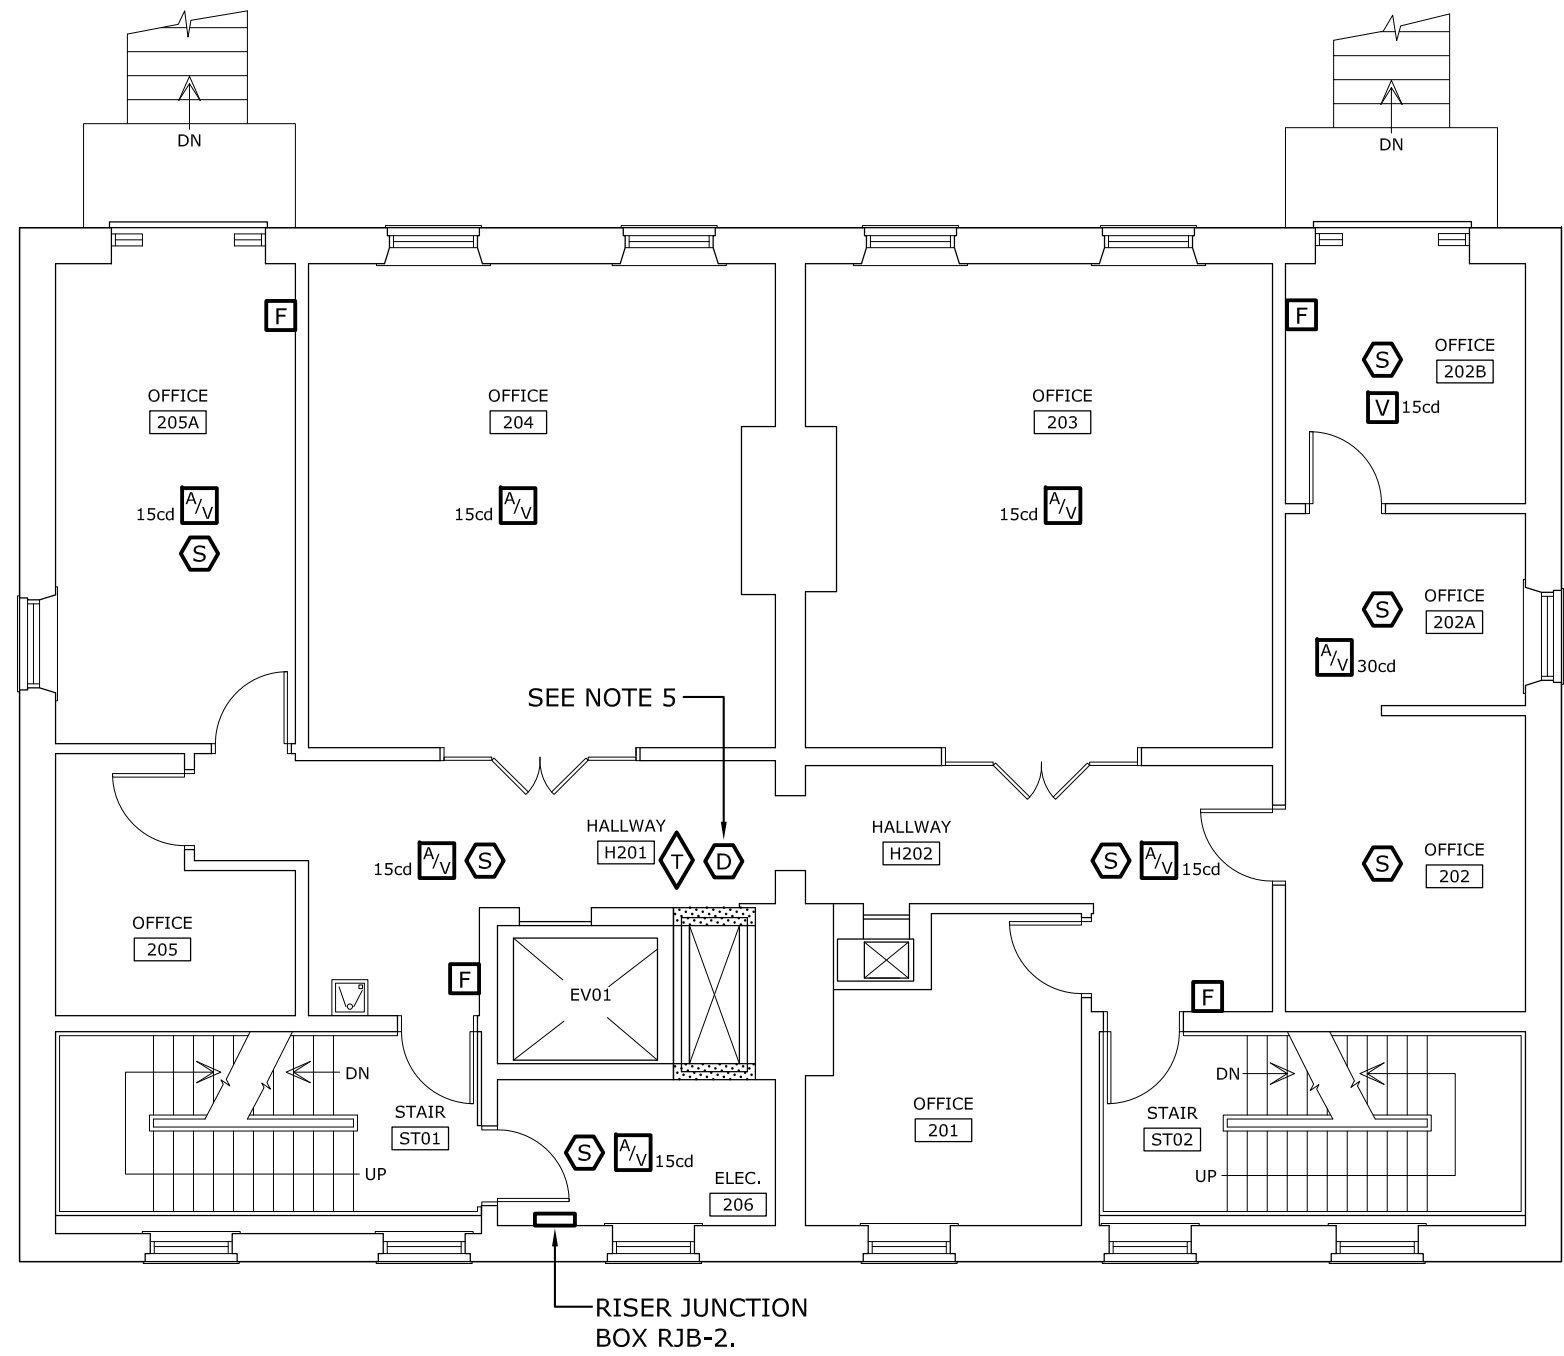 DN
DN
F
F
OFFICE
202B
S
V 15cd
OFFICE
205A
OFFICE
204
OFFICE
203
15cd A/V
S
15cd A/V
15cd A/V
S
OFFICE
202A
A/V 30cd
SEE NOTE 5
HALLWAY
H201
T
D
HALLWAY
H202
15cd A/V
S
S
A/V 15cd
S
OFFICE
202
OFFICE
205
F
EV01
F
DN
STAIR
ST01
UP
S
A/V 15cd
ELEC.
206
OFFICE
201
DN
STAIR
ST02
UP
RISER JUNCTION
BOX RJB-2.